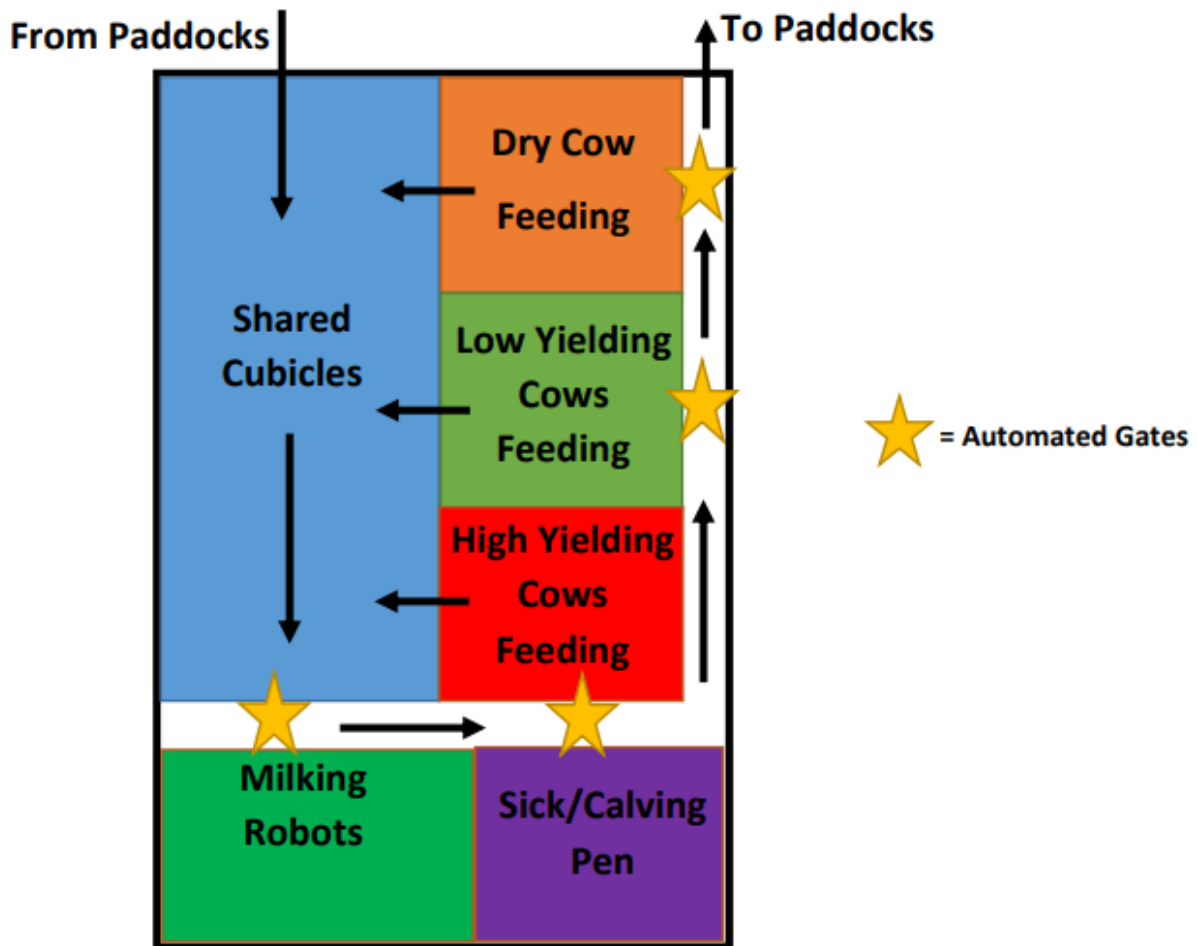 From Paddocks
To Paddocks
Dry Cow
Feeding
Shared
Cubicles
Low Yielding
Cows
Feeding
= Automated Gates
High Yielding
Cows
Feeding
Milking
Robots
Sick/Calving
Pen